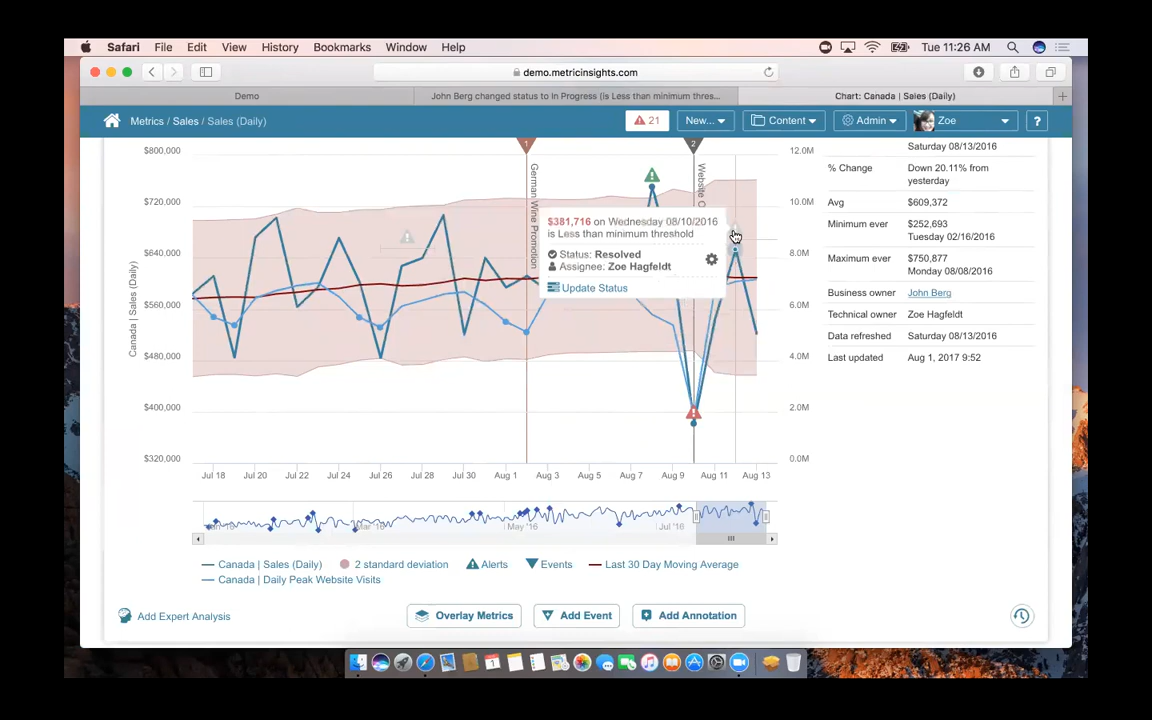 Safari File Edit View History Bookmarks Window Help Tue 11:26 AM
demo.metricinsights.com
Demo John Berg changed status to In Progress (is Less than minimum thres... Chart: Canada | Sales (Daily)
Metrics / Sales / Sales (Daily) 21 New... Content Admin Zoe ?
$800,000
$720,000
$640,000
$560,000
$480,000
$400,000
$320,000
Canada | Sales (Daily)
12.0M
10.0M
8.0M
6.0M
4.0M
2.0M
0.0M
1
German Wine Promotion
2
Website
$381,716 on Wednesday 08/10/2016
is Less than minimum threshold
Status: Resolved
Assignee: Zoe Hagfeldt
Update Status
Jul 18 Jul 20 Jul 22 Jul 24 Jul 26 Jul 28 Jul 30 Aug 1 Aug 3 Aug 5 Aug 7 Aug 9 Aug 11 Aug 13
Mar '16 May '16 Jul '16
Canada | Sales (Daily) 2 standard deviation Alerts Events Last 30 Day Moving Average
Canada | Daily Peak Website Visits
Add Expert Analysis Overlay Metrics Add Event Add Annotation
Saturday 08/13/2016
% Change Down 20.11% from
yesterday
Avg $609,372
Minimum ever $252,693
Tuesday 02/16/2016
Maximum ever $750,877
Monday 08/08/2016
Business owner John Berg
Technical owner Zoe Hagfeldt
Data refreshed Saturday 08/13/2016
Last updated Aug 1, 2017 9:52